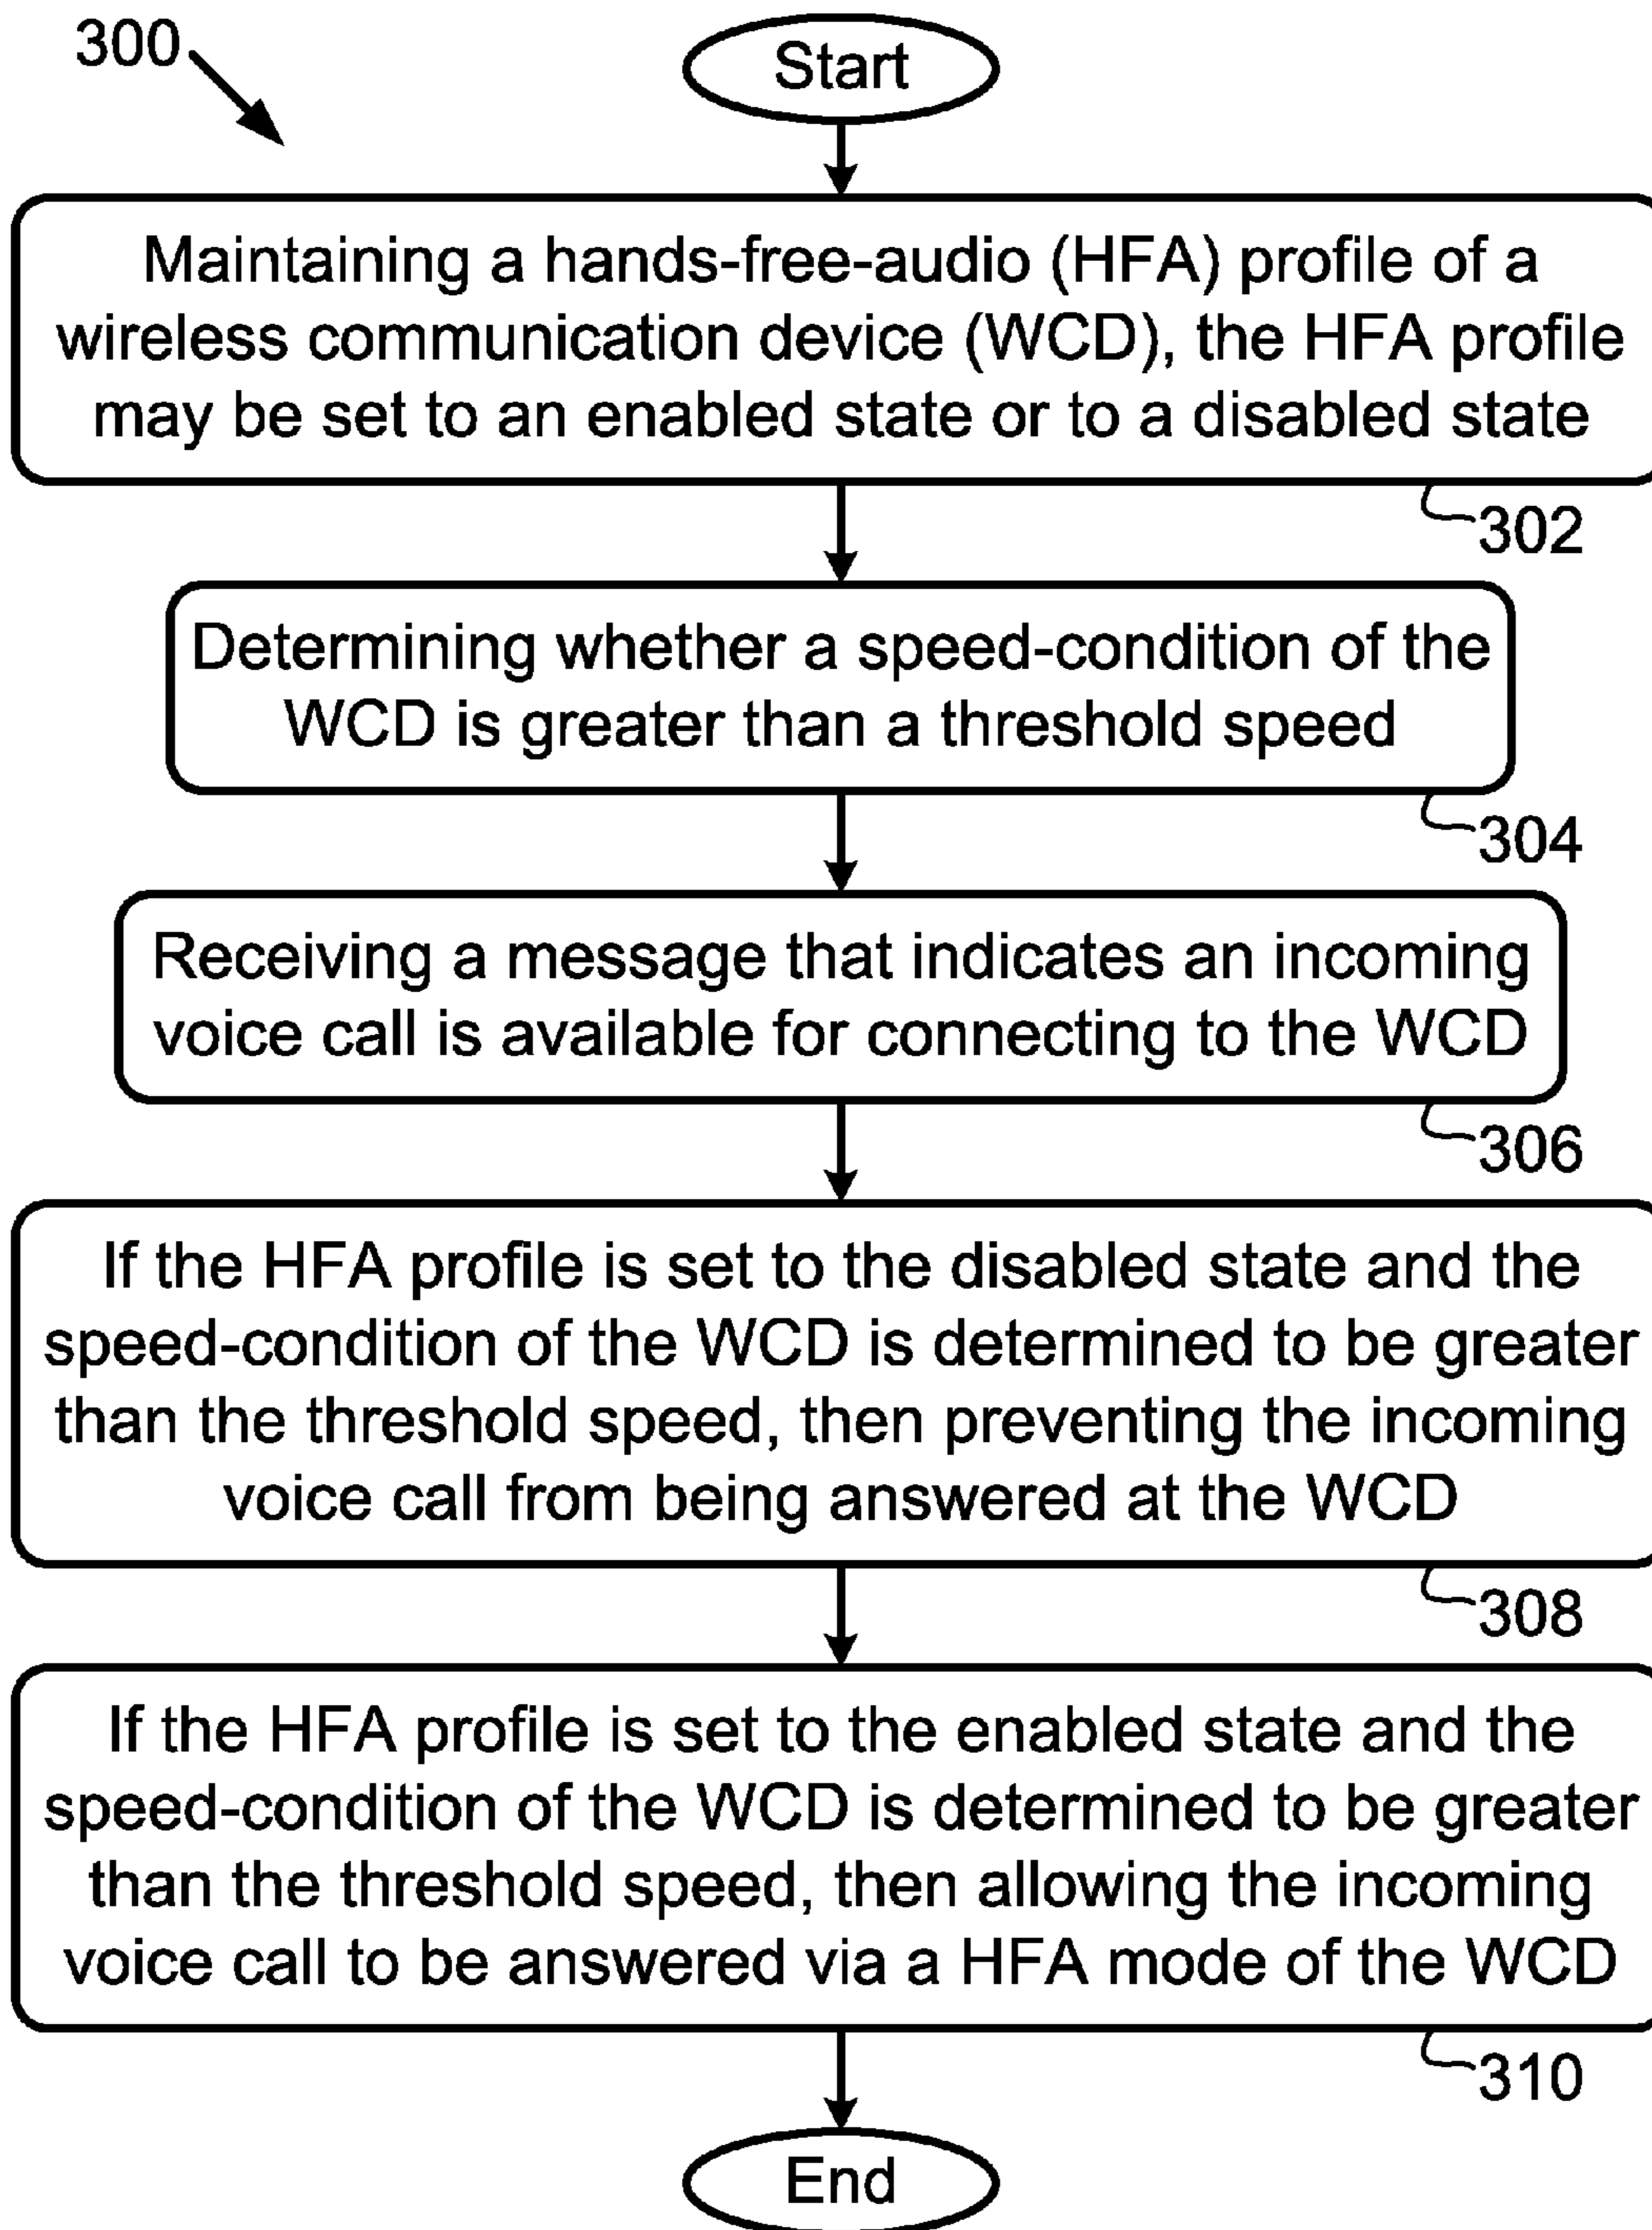 300
Start
Maintaining a hands-free-audio (HFA) profile of a
wireless communication device (WCD), the HFA profile
may be set to an enabled state or to a disabled state
302
Determining whether a speed-condition of the
WCD is greater than a threshold speed
304
Receiving a message that indicates an incoming
voice call is available for connecting to the WCD
306
If the HFA profile is set to the disabled state and the
speed-condition of the WCD is determined to be greater
than the threshold speed, then preventing the incoming
voice call from being answered at the WCD
308
If the HFA profile is set to the enabled state and the
speed-condition of the WCD is determined to be greater
than the threshold speed, then allowing the incoming
voice call to be answered via a HFA mode of the WCD
310
End